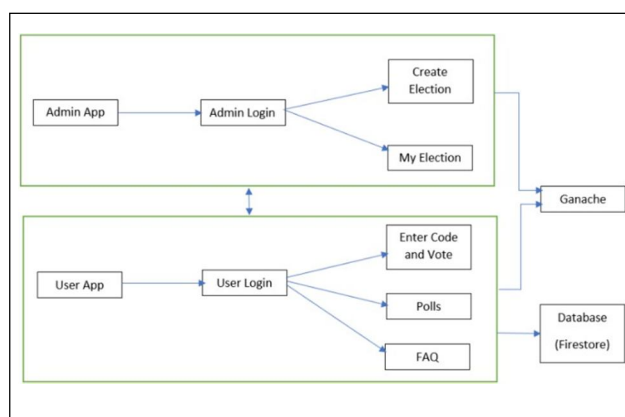 Create
Election
Admin App
Admin Login
My Election
Ganache
Enter Code
and Vote
User App
User Login
Polls
Database
(Firestore)
FAQ